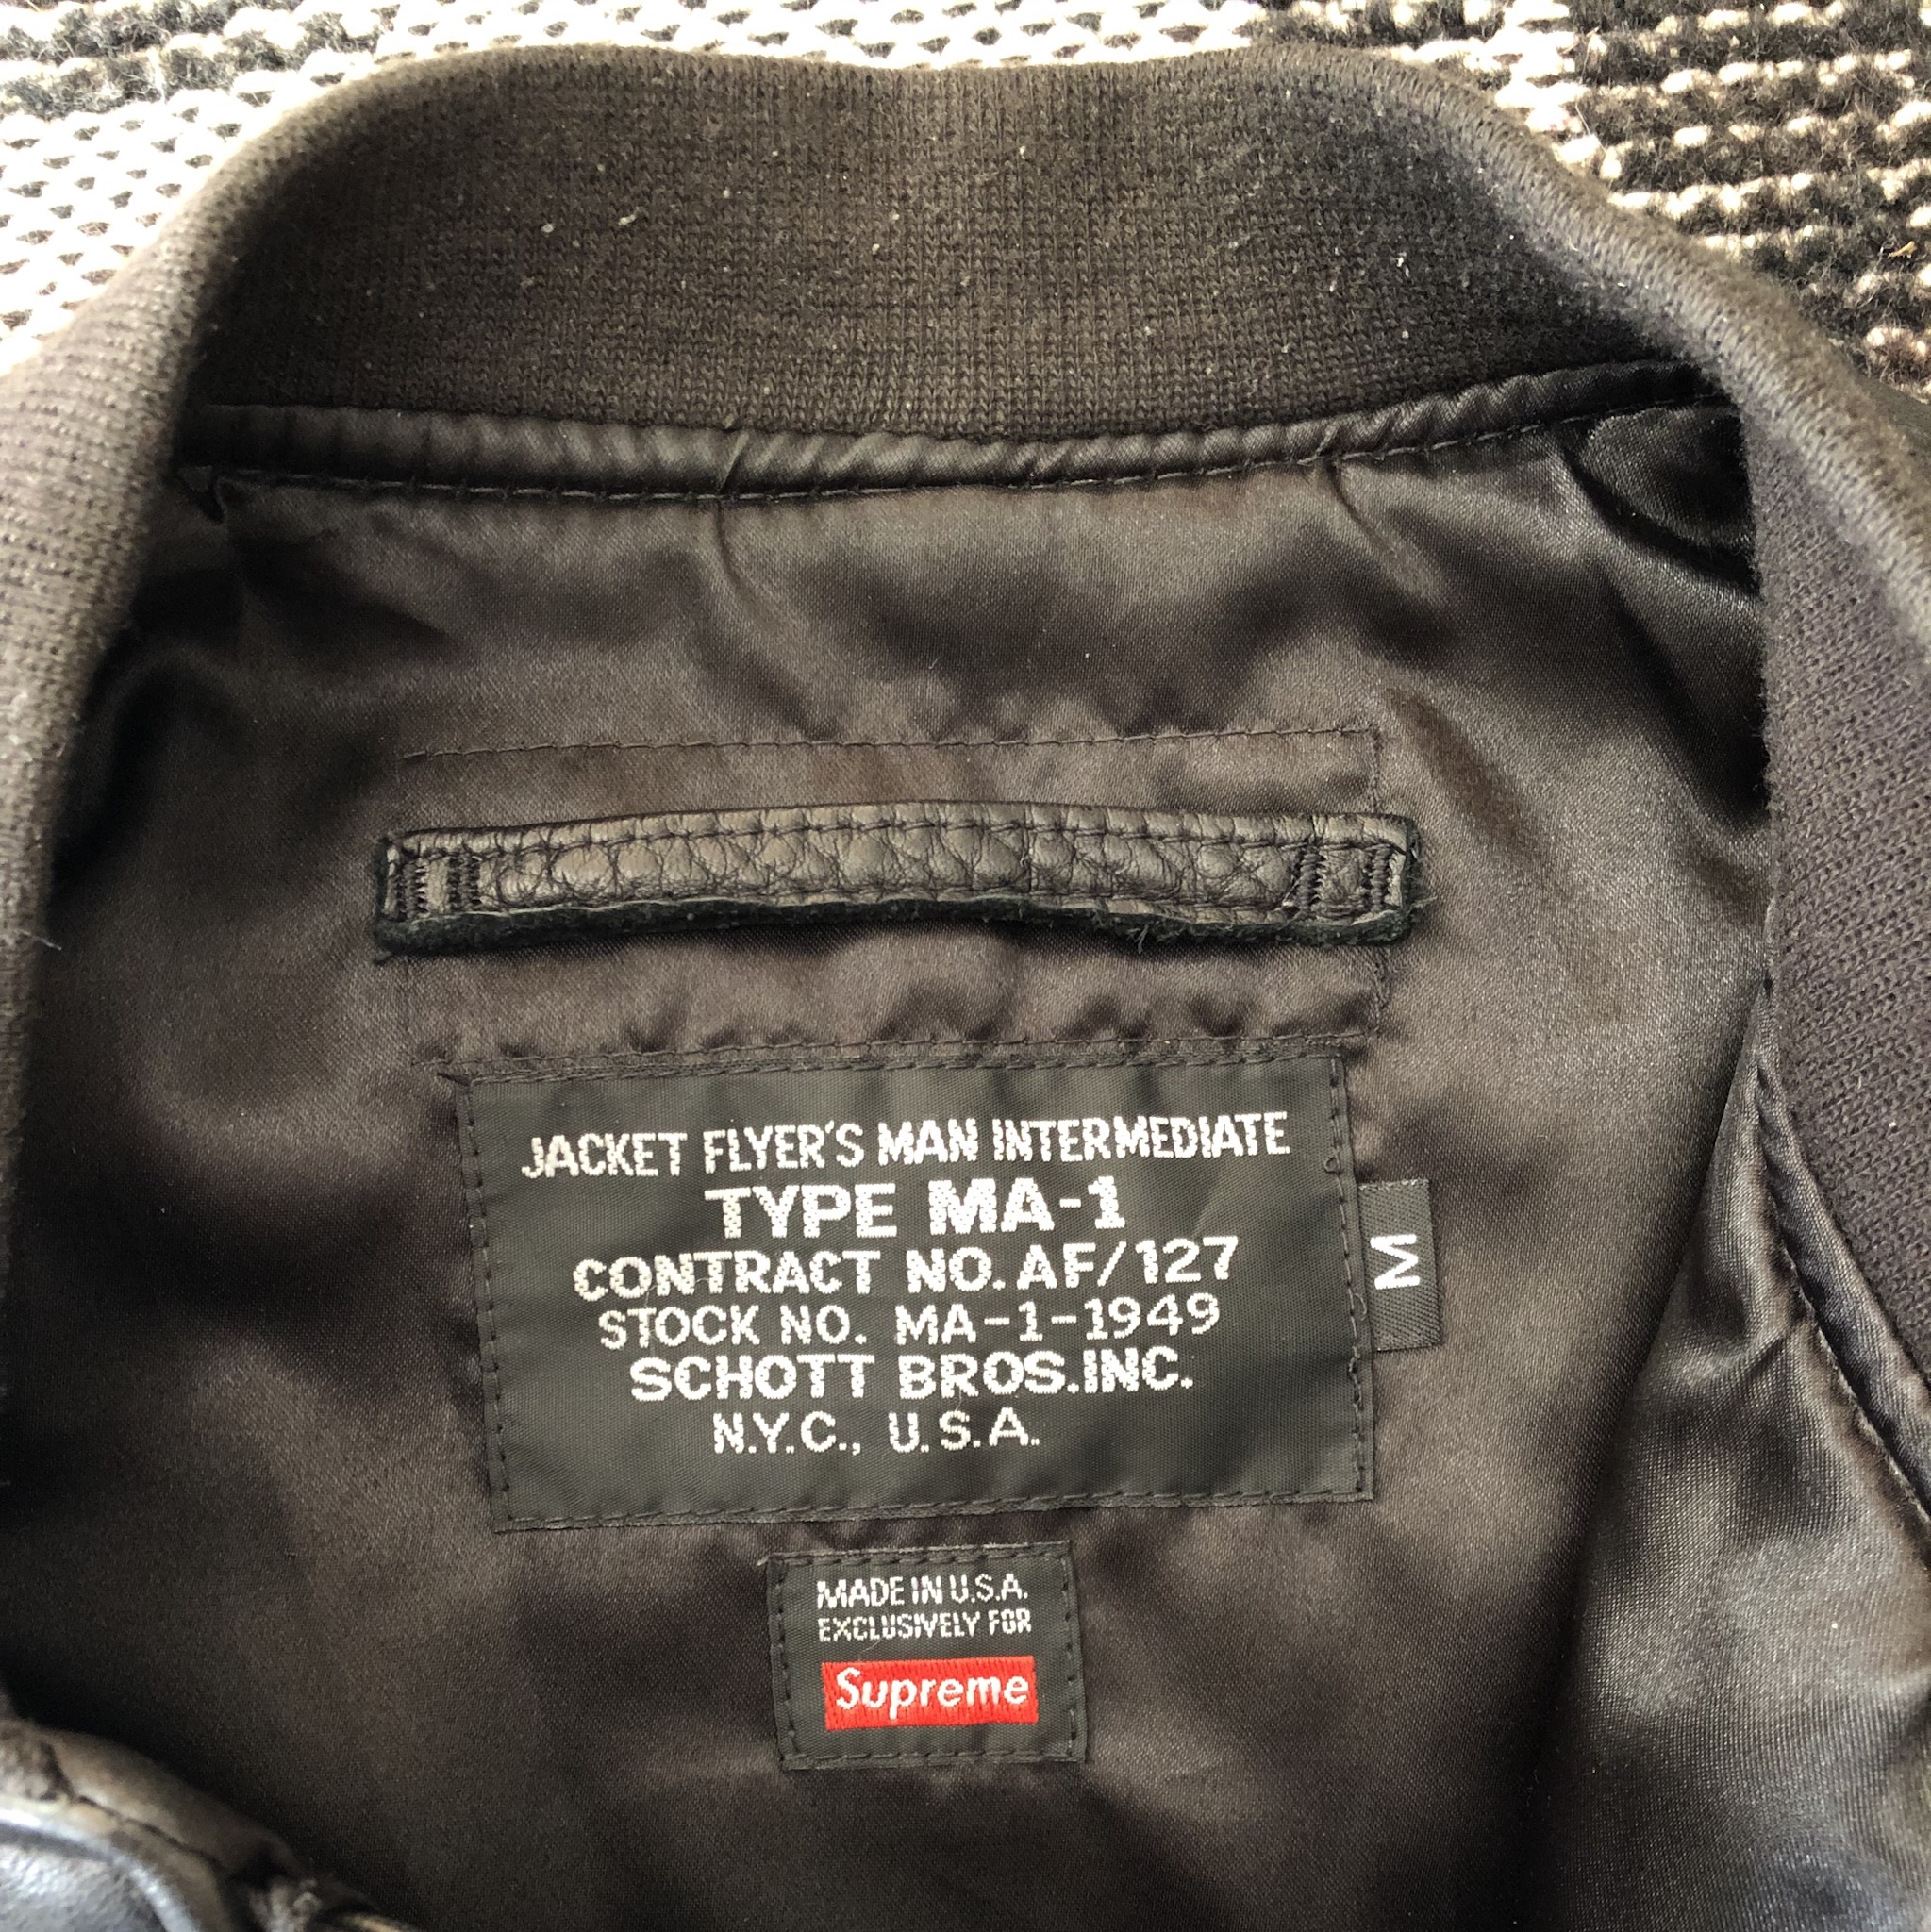 JACKET FLYER'S MAN INTERMEDIATE
TYPE MA-1
CONTRACT NO. AF/127
STOCK NO. MA-1-1949
SCHOTT BROS.INC.
N.Y.C., U.S.A.
M
MADE IN U.S.A.
EXCLUSIVELY FOR
Supreme